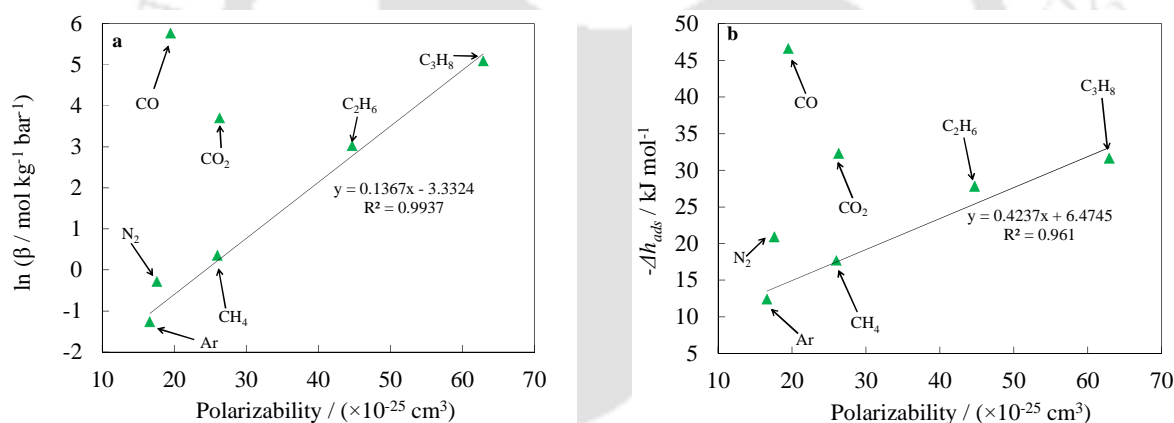 a
ln (β / mol kg⁻¹ bar⁻¹)
6
5
4
3
2
1
0
-1
-2
10 20 30 40 50 60 70
Polarizability / (×10⁻²⁵ cm³)
CO
CO₂
C₃H₈
C₂H₆
N₂
CH₄
Ar
y = 0.1367x - 3.3324
R² = 0.9937
b
-Δh_ads / kJ mol⁻¹
50
45
40
35
30
25
20
15
10
5
10 20 30 40 50 60 70
Polarizability / (×10⁻²⁵ cm³)
CO
C₃H₈
C₂H₆
CO₂
N₂
CH₄
Ar
y = 0.4237x + 6.4745
R² = 0.961